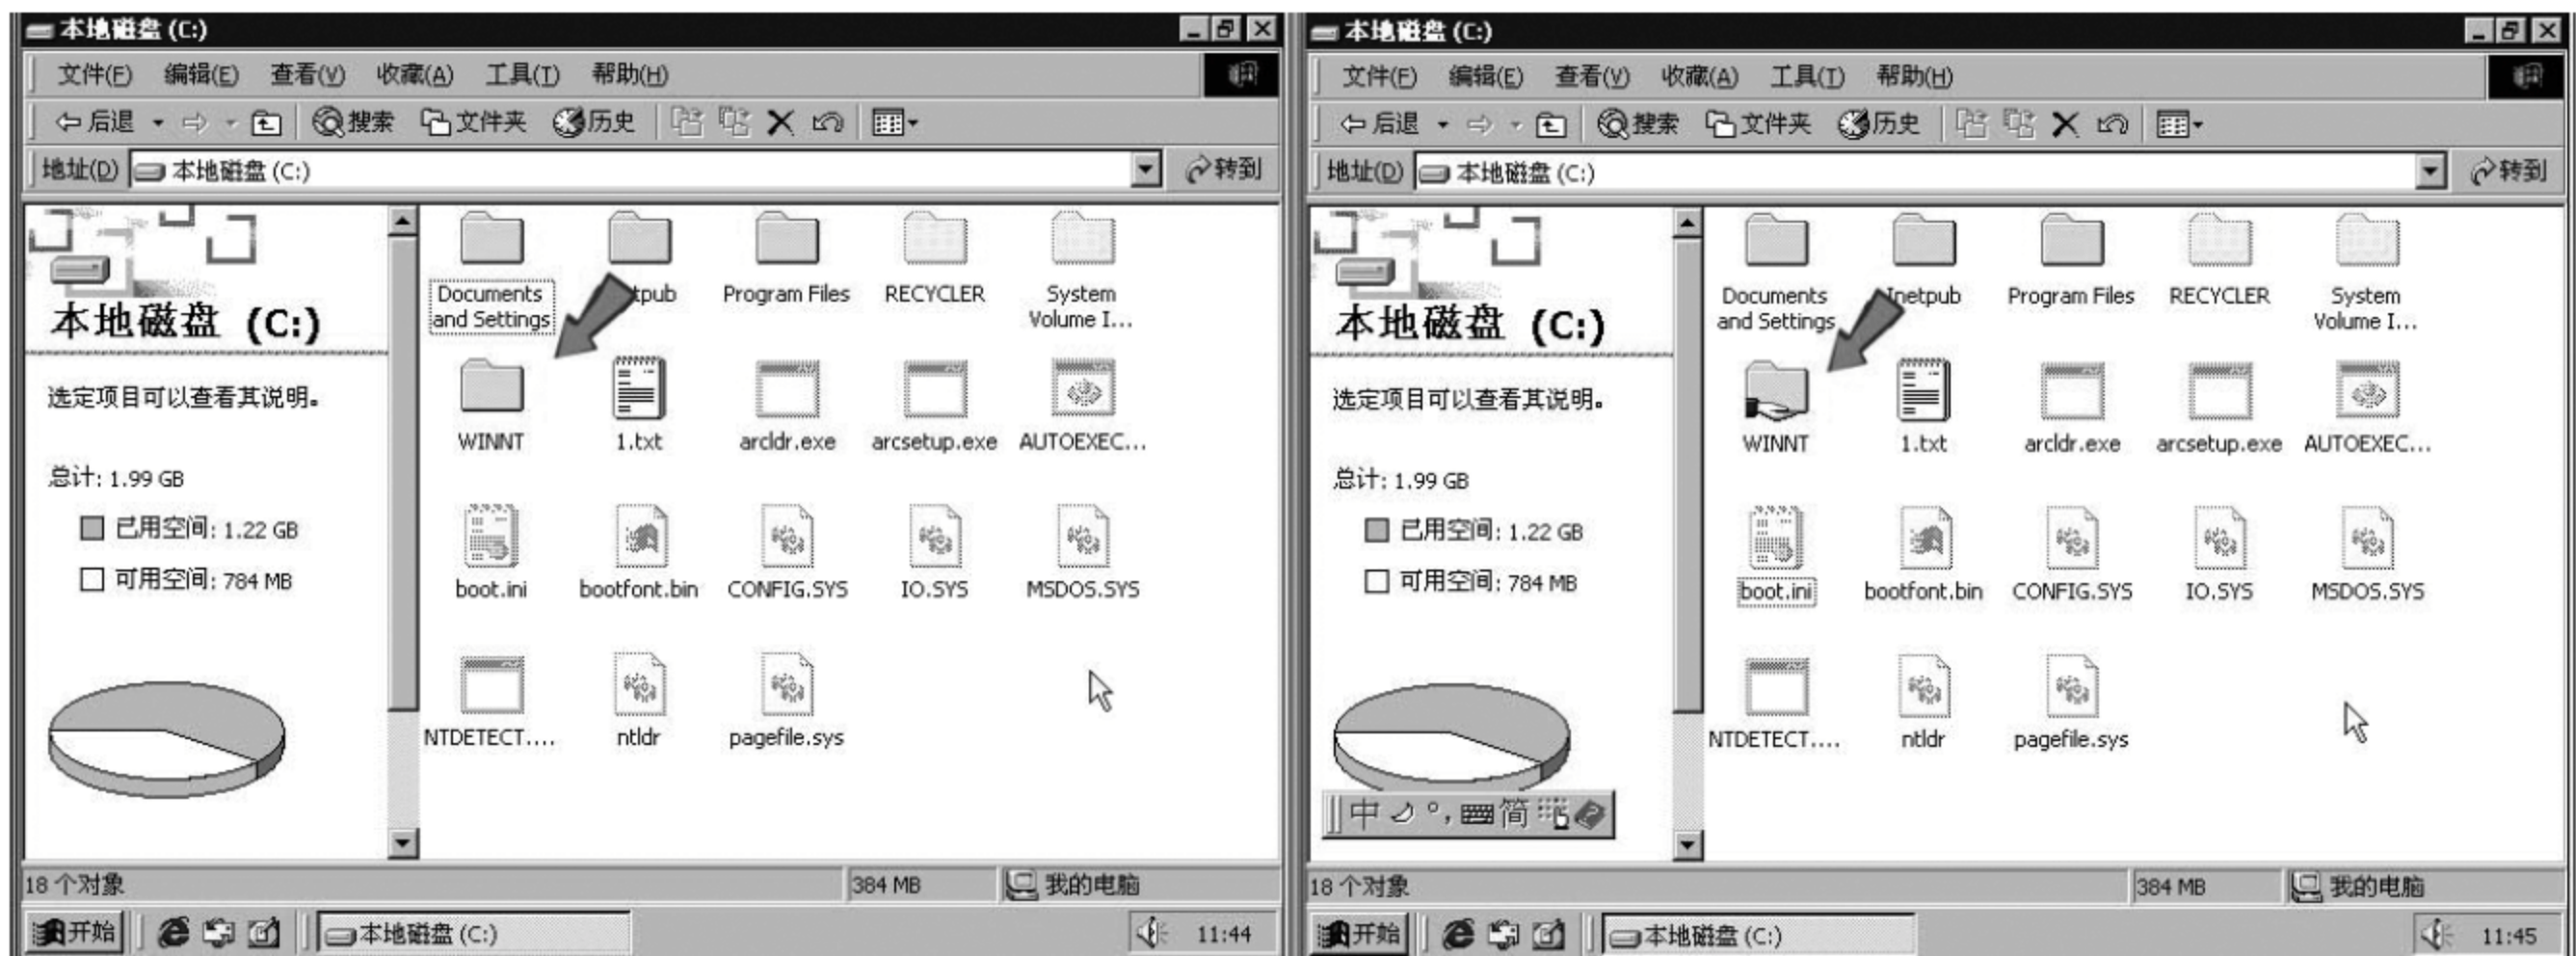 本地磁盘 (C:)
文件(F) 编辑(E) 查看(V) 收藏(A) 工具(T) 帮助(H)
后退 搜索 文件夹 历史
地址(D) 本地磁盘 (C:) 转到
本地磁盘 (C:)
选定项目可以查看其说明。
总计: 1.99 GB
已用空间: 1.22 GB
可用空间: 784 MB
Documents and Settings
tpub
Program Files
RECYCLER
System Volume I...
WINNT
1.txt
arcldr.exe
arcsetup.exe
AUTOEXEC...
boot.ini
bootfont.bin
CONFIG.SYS
IO.SYS
MSDOS.SYS
NTDETECT....
ntldr
pagefile.sys
18 个对象 384 MB 我的电脑
开始 本地磁盘 (C:) 11:44
本地磁盘 (C:)
文件(F) 编辑(E) 查看(V) 收藏(A) 工具(T) 帮助(H)
后退 搜索 文件夹 历史
地址(D) 本地磁盘 (C:) 转到
本地磁盘 (C:)
选定项目可以查看其说明。
总计: 1.99 GB
已用空间: 1.22 GB
可用空间: 784 MB
中 简
Documents and Settings
Inetpub
Program Files
RECYCLER
System Volume I...
WINNT
1.txt
arcldr.exe
arcsetup.exe
AUTOEXEC...
boot.ini
bootfont.bin
CONFIG.SYS
IO.SYS
MSDOS.SYS
NTDETECT....
ntldr
pagefile.sys
18 个对象 384 MB 我的电脑
开始 本地磁盘 (C:) 11:45